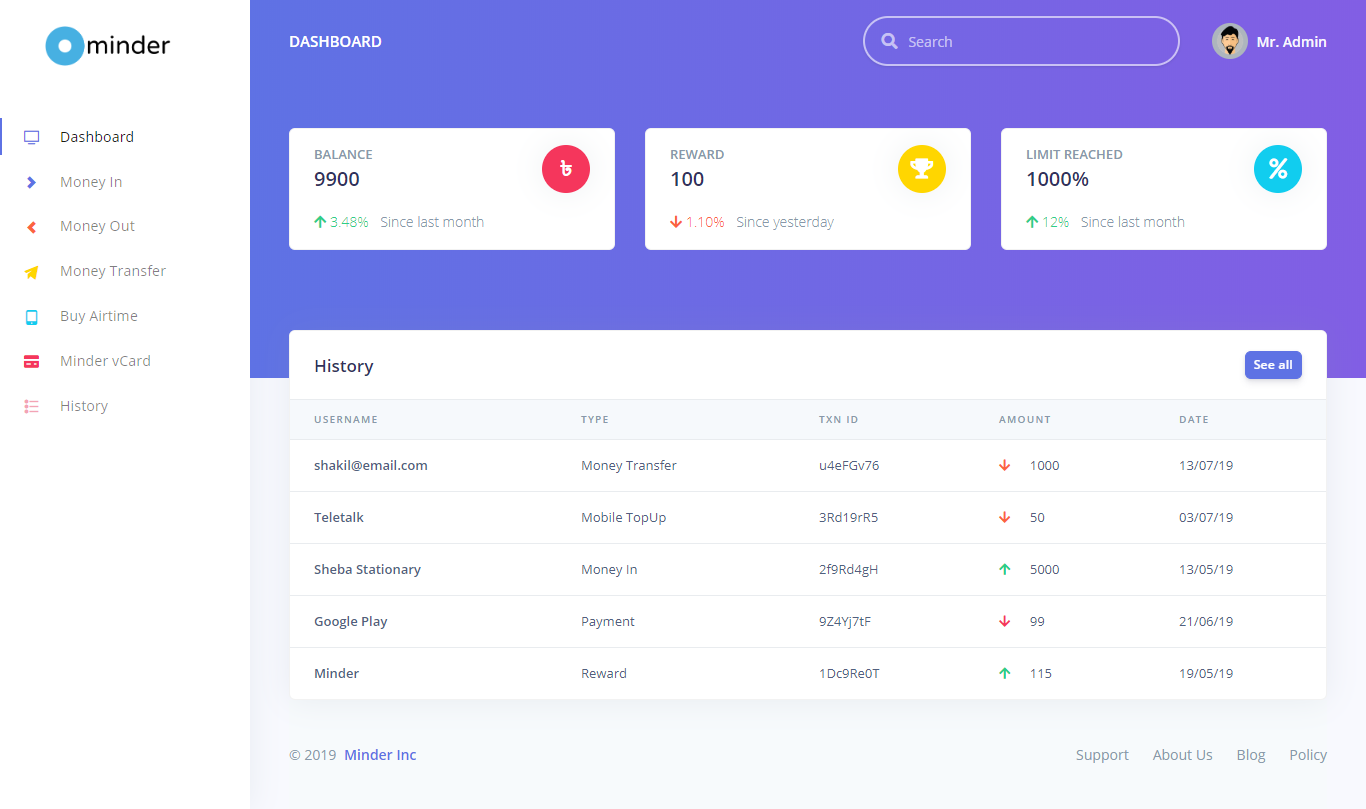 minder
DASHBOARD
Search
Mr. Admin
Dashboard
Money In
Money Out
Money Transfer
Buy Airtime
Minder vCard
History
BALANCE
9900
৳
3.48% Since last month
REWARD
100
1.10% Since yesterday
LIMIT REACHED
1000%
%
12% Since last month
History
See all
USERNAME TYPE TXN ID AMOUNT DATE
shakil@email.com Money Transfer u4eFGv76 1000 13/07/19
Teletalk Mobile TopUp 3Rd19rR5 50 03/07/19
Sheba Stationary Money In 2f9Rd4gH 5000 13/05/19
Google Play Payment 9Z4Yj7tF 99 21/06/19
Minder Reward 1Dc9Re0T 115 19/05/19
© 2019 Minder Inc
Support About Us Blog Policy